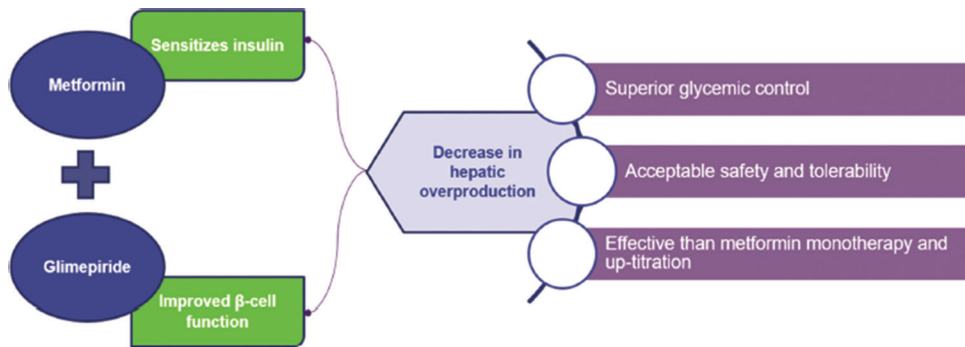 Sensitizes insulin
Metformin
Glimepiride
Improved β-cell
function
Decrease in
hepatic
overproduction
Superior glycemic control
Acceptable safety and tolerability
Effective than metformin monotherapy and
up-titration